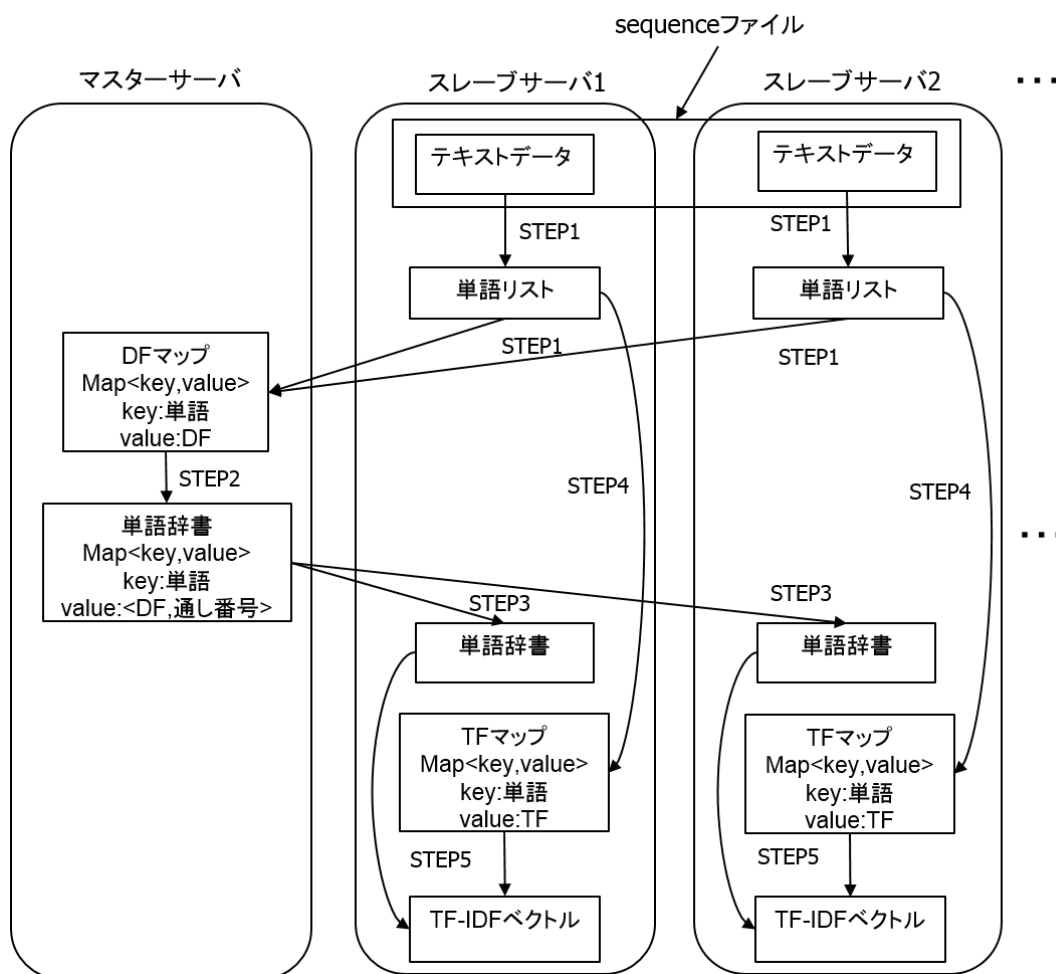 sequenceファイル
マスターサーバ
スレーブサーバ1
スレーブサーバ2
...
テキストデータ
テキストデータ
STEP1
STEP1
単語リスト
単語リスト
STEP1
STEP1
DFマップ
Map<key,value>
key:単語
value:DF
STEP2
STEP4
STEP4
単語辞書
Map<key,value>
key:単語
value:<DF,通し番号>
...
STEP3
STEP3
単語辞書
単語辞書
TFマップ
Map<key,value>
key:単語
value:TF
TFマップ
Map<key,value>
key:単語
value:TF
STEP5
STEP5
TF-IDFベクトル
TF-IDFベクトル